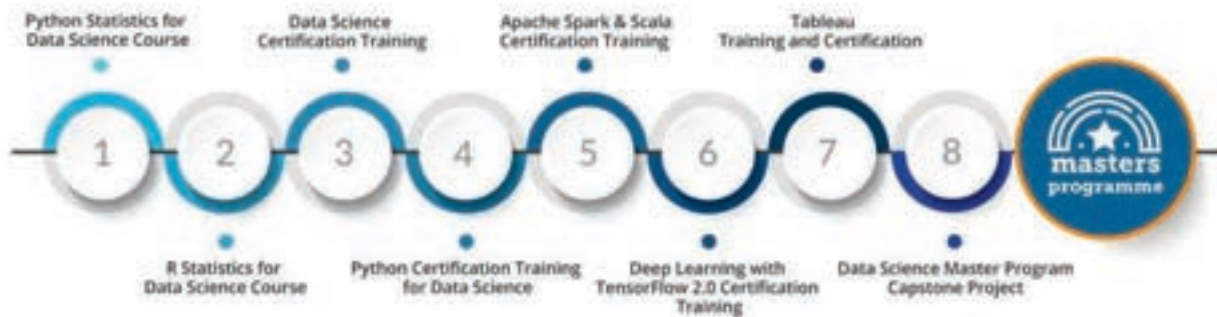 Python Statistics for
Data Science Course
Data Science
Certification Training
Apache Spark & Scala
Certification Training
Tableau
Training and Certification
1
2
3
4
5
6
7
8
masters
programme
R Statistics for
Data Science Course
Python Certification Training
for Data Science
Deep Learning with
TensorFlow 2.0 Certification
Training
Data Science Master Program
Capstone Project